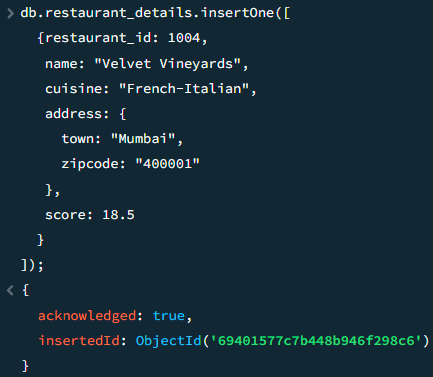 > db.restaurant_details.insertOne([
{restaurant_id: 1004,
name: "Velvet Vineyards",
cuisine: "French-Italian",
address: {
town: "Mumbai",
zipcode: "400001"
},
score: 18.5
}
]);
< {
acknowledged: true,
insertedId: ObjectId('69401577c7b448b946f298c6')
}